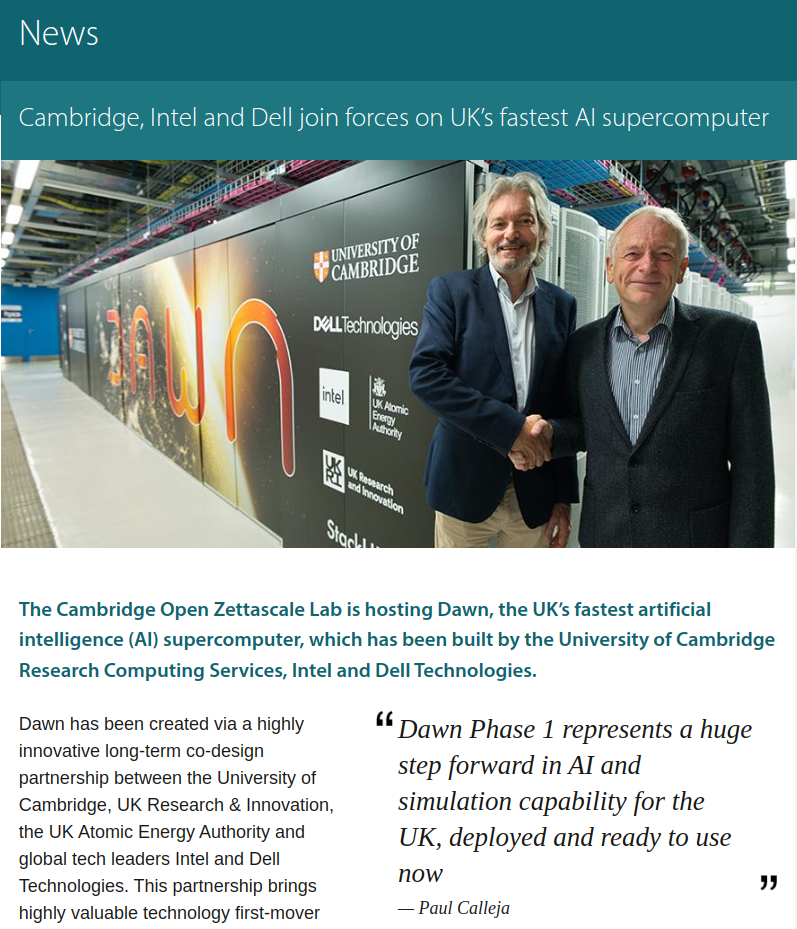 News
Cambridge, Intel and Dell join forces on UK’s fastest AI supercomputer
DAWN
UNIVERSITY OF
CAMBRIDGE
DELLTechnologies
intel
UK Atomic
Energy
Authority
UK
RI
UK Research
and Innovation
The Cambridge Open Zettascale Lab is hosting Dawn, the UK’s fastest artificial
intelligence (AI) supercomputer, which has been built by the University of Cambridge
Research Computing Services, Intel and Dell Technologies.
Dawn has been created via a highly
innovative long-term co-design
partnership between the University of
Cambridge, UK Research & Innovation,
the UK Atomic Energy Authority and
global tech leaders Intel and Dell
Technologies. This partnership brings
highly valuable technology first-mover
“Dawn Phase 1 represents a huge
step forward in AI and
simulation capability for the
UK, deployed and ready to use
now”
— Paul Calleja